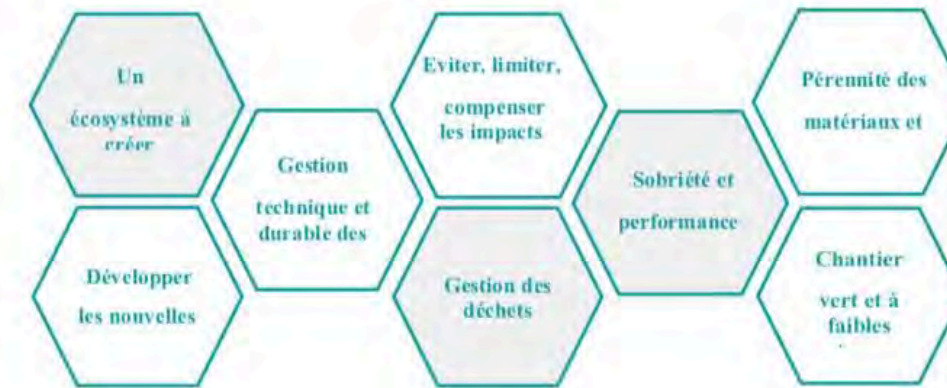 Un
écosystème à
créer
Gestion
technique et
durable des
Eviter, limiter,
compenser
les impacts
Sobriété et
performance
Pérennité des
matériaux et
Développer
les nouvelles
Gestion des
déchets
Chantier
vert et à
faibles